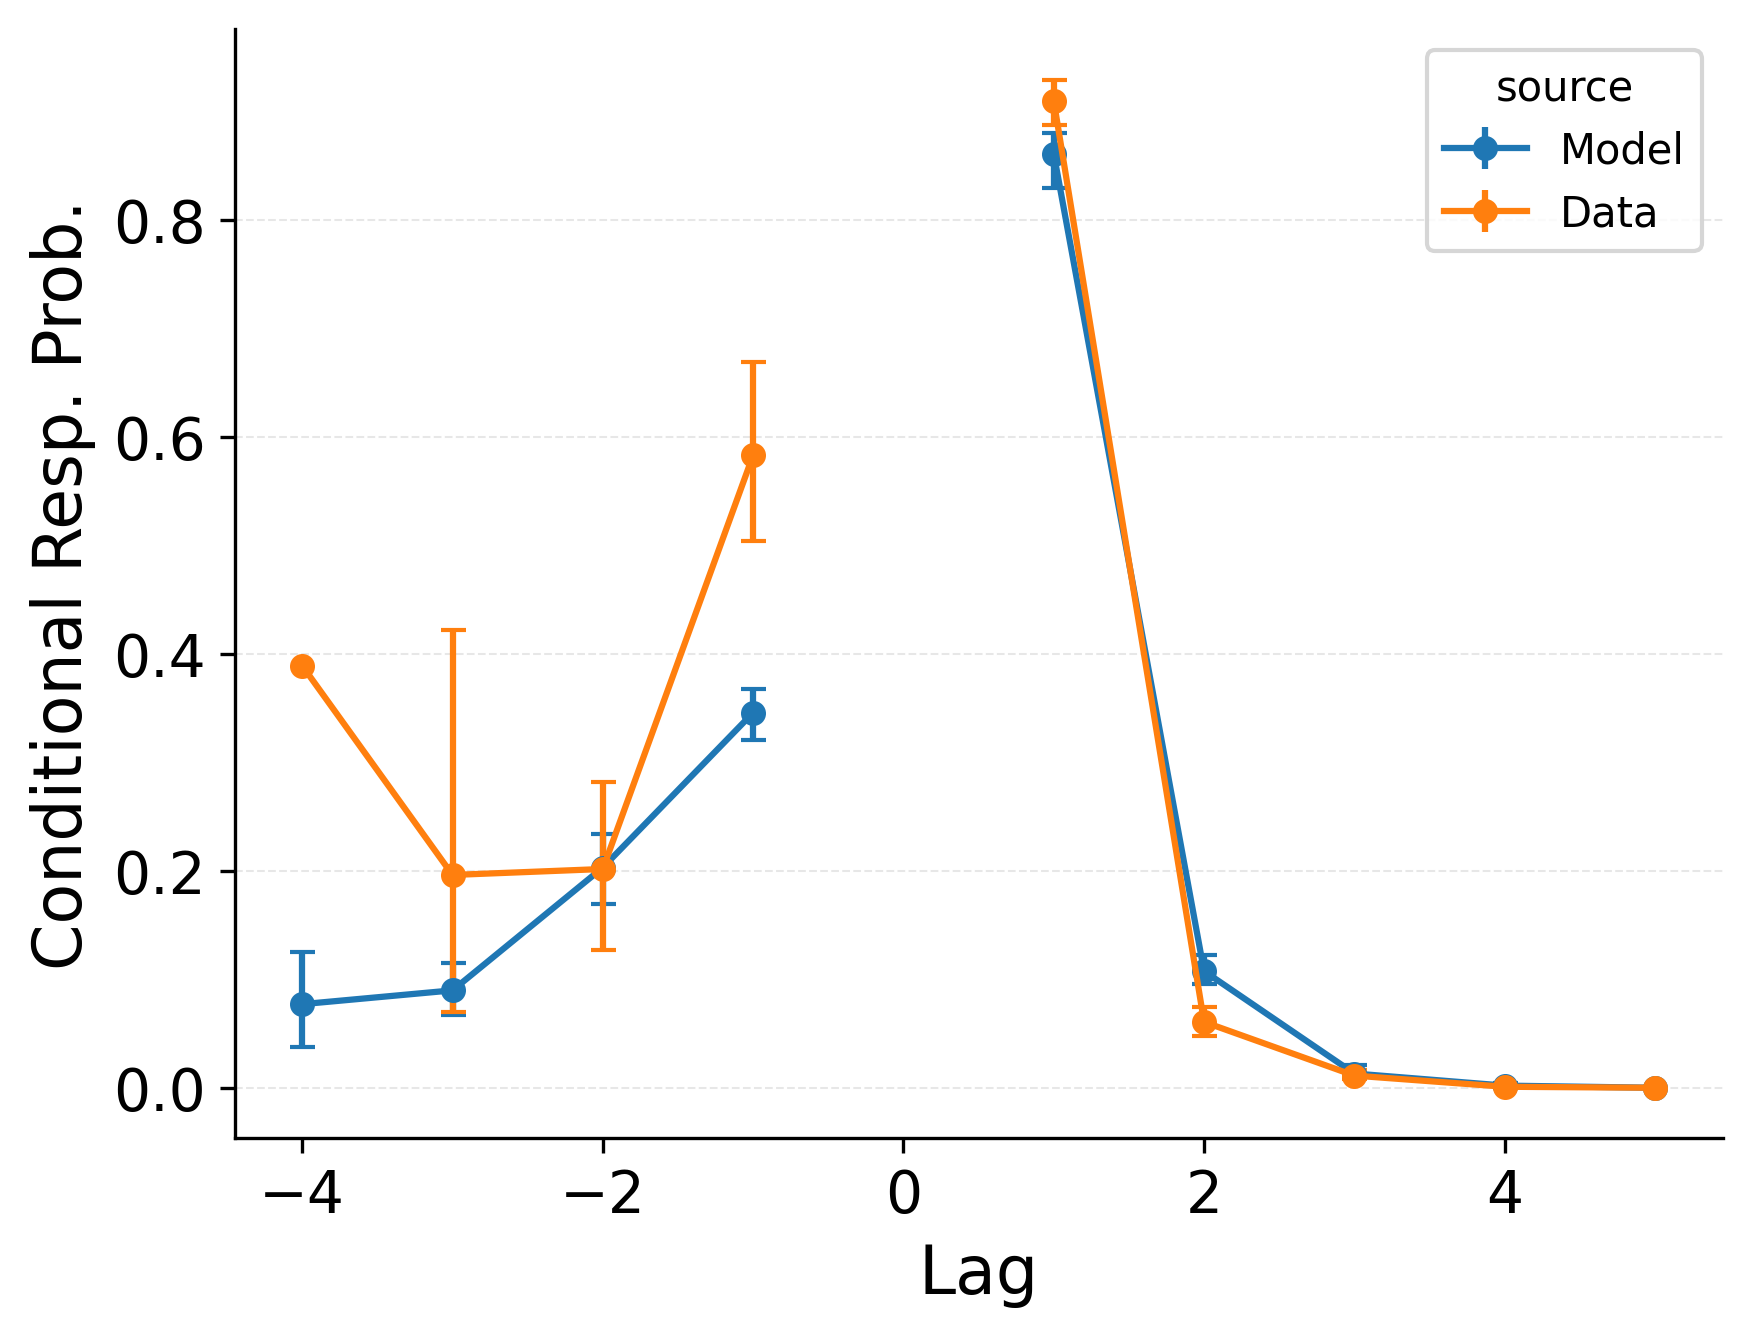 source
Model
Data
Conditional Resp. Prob.
0.8
0.6
0.4
0.2
0.0
−4 −2 0 2 4
Lag